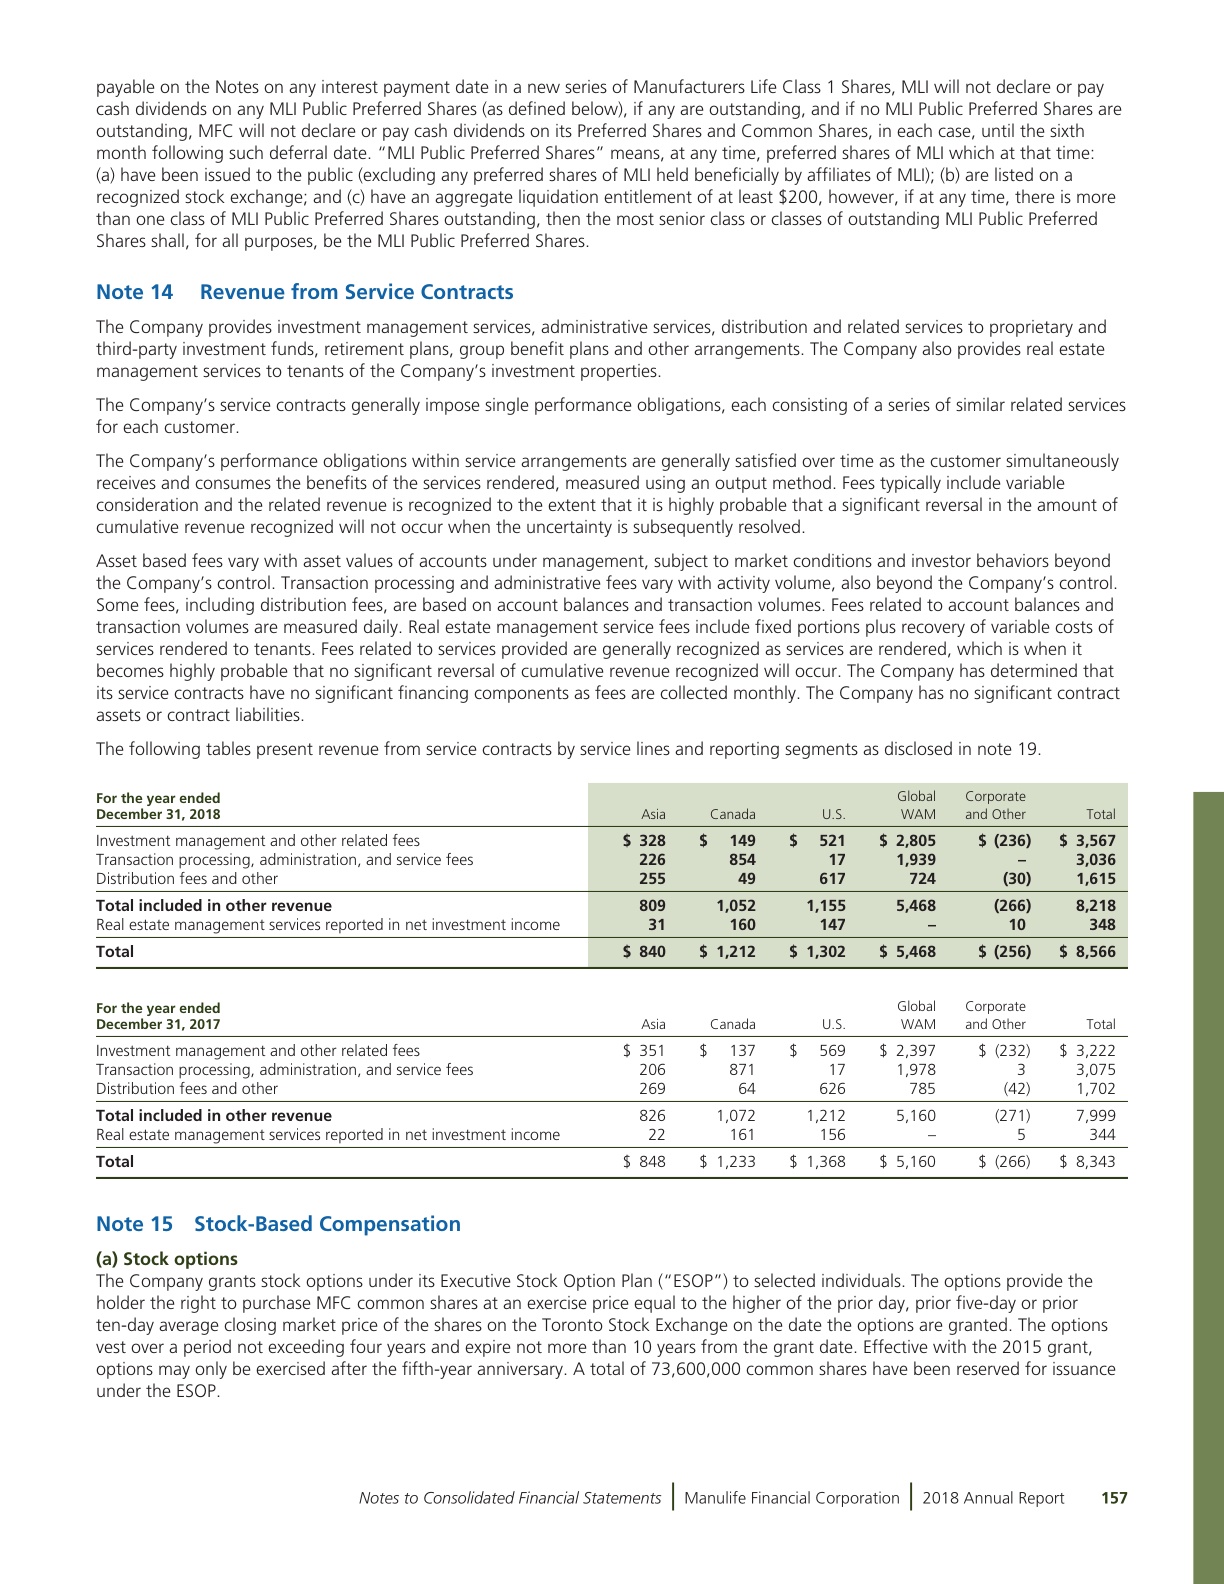 payable on the Notes on any interest payment date in a new series of Manufacturers Life Class 1 Shares, MLI will not declare or pay
cash dividends on any MLI Public Preferred Shares (as defined below), if any are outstanding, and if no MLI Public Preferred Shares are
outstanding, MFC will not declare or pay cash dividends on its Preferred Shares and Common Shares, in each case, until the sixth
month following such deferral date. “MLI Public Preferred Shares” means, at any time, preferred shares of MLI which at that time:
(a) have been issued to the public (excluding any preferred shares of MLI held beneficially by affiliates of MLI); (b) are listed on a
recognized stock exchange; and (c) have an aggregate liquidation entitlement of at least $200, however, if at any time, there is more
than one class of MLI Public Preferred Shares outstanding, then the most senior class or classes of outstanding MLI Public Preferred
Shares shall, for all purposes, be the MLI Public Preferred Shares.
Note 14 Revenue from Service Contracts
The Company provides investment management services, administrative services, distribution and related services to proprietary and
third-party investment funds, retirement plans, group benefit plans and other arrangements. The Company also provides real estate
management services to tenants of the Company’s investment properties.
The Company’s service contracts generally impose single performance obligations, each consisting of a series of similar related services
for each customer.
The Company’s performance obligations within service arrangements are generally satisfied over time as the customer simultaneously
receives and consumes the benefits of the services rendered, measured using an output method. Fees typically include variable
consideration and the related revenue is recognized to the extent that it is highly probable that a significant reversal in the amount of
cumulative revenue recognized will not occur when the uncertainty is subsequently resolved.
Asset based fees vary with asset values of accounts under management, subject to market conditions and investor behaviors beyond
the Company’s control. Transaction processing and administrative fees vary with activity volume, also beyond the Company’s control.
Some fees, including distribution fees, are based on account balances and transaction volumes. Fees related to account balances and
transaction volumes are measured daily. Real estate management service fees include fixed portions plus recovery of variable costs of
services rendered to tenants. Fees related to services provided are generally recognized as services are rendered, which is when it
becomes highly probable that no significant reversal of cumulative revenue recognized will occur. The Company has determined that
its service contracts have no significant financing components as fees are collected monthly. The Company has no significant contract
assets or contract liabilities.
The following tables present revenue from service contracts by service lines and reporting segments as disclosed in note 19.
For the year ended Global Corporate
December 31, 2018 Asia Canada U.S. WAM and Other Total
Investment management and other related fees $ 328 $ 149 $ 521 $ 2,805 $ (236) $ 3,567
Transaction processing, administration, and service fees 226 854 17 1,939 – 3,036
Distribution fees and other 255 49 617 724 (30) 1,615
Total included in other revenue 809 1,052 1,155 5,468 (266) 8,218
Real estate management services reported in net investment income 31 160 147 – 10 348
Total $ 840 $ 1,212 $ 1,302 $ 5,468 $ (256) $ 8,566
For the year ended Global Corporate
December 31, 2017 Asia Canada U.S. WAM and Other Total
Investment management and other related fees $ 351 $ 137 $ 569 $ 2,397 $ (232) $ 3,222
Transaction processing, administration, and service fees 206 871 17 1,978 3 3,075
Distribution fees and other 269 64 626 785 (42) 1,702
Total included in other revenue 826 1,072 1,212 5,160 (271) 7,999
Real estate management services reported in net investment income 22 161 156 – 5 344
Total $ 848 $ 1,233 $ 1,368 $ 5,160 $ (266) $ 8,343
Note 15 Stock-Based Compensation
(a) Stock options
The Company grants stock options under its Executive Stock Option Plan (“ESOP”) to selected individuals. The options provide the
holder the right to purchase MFC common shares at an exercise price equal to the higher of the prior day, prior five-day or prior
ten-day average closing market price of the shares on the Toronto Stock Exchange on the date the options are granted. The options
vest over a period not exceeding four years and expire not more than 10 years from the grant date. Effective with the 2015 grant,
options may only be exercised after the fifth-year anniversary. A total of 73,600,000 common shares have been reserved for issuance
under the ESOP.
Notes to Consolidated Financial Statements | Manulife Financial Corporation | 2018 Annual Report 157